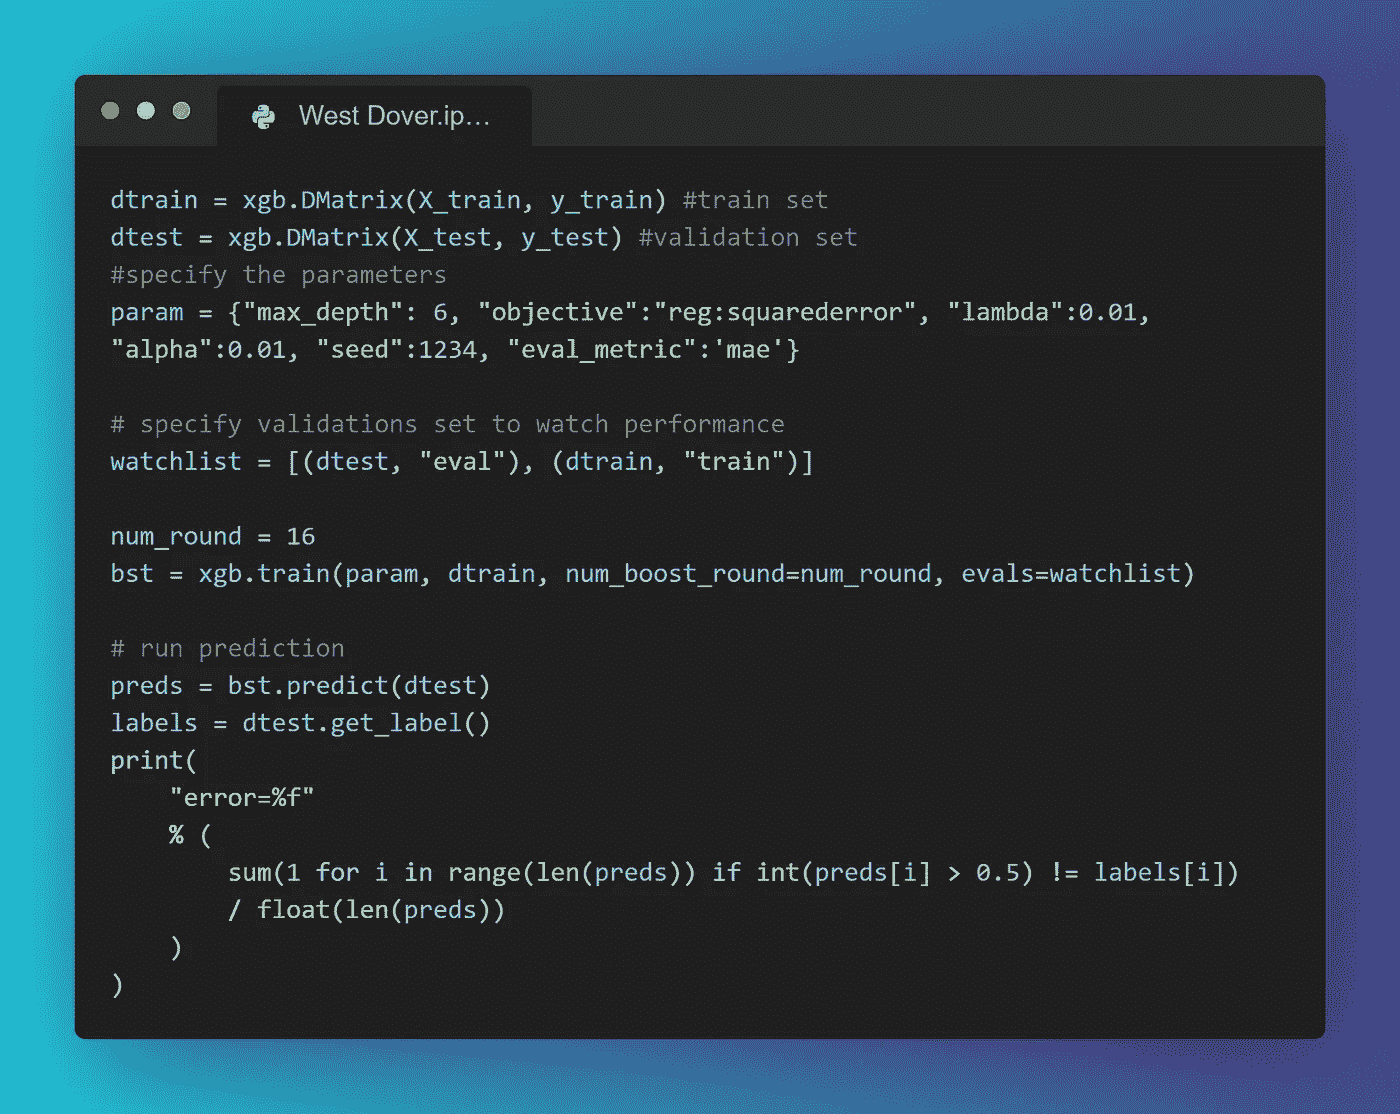 West Dover.ip...
dtrain = xgb.DMatrix(X_train, y_train) #train set
dtest = xgb.DMatrix(X_test, y_test) #validation set
#specify the parameters
param = {"max_depth": 6, "objective":"reg:squarederror", "lambda":0.01,
"alpha":0.01, "seed":1234, "eval_metric":'mae'}
# specify validations set to watch performance
watchlist = [(dtest, "eval"), (dtrain, "train")]
num_round = 16
bst = xgb.train(param, dtrain, num_boost_round=num_round, evals=watchlist)
# run prediction
preds = bst.predict(dtest)
labels = dtest.get_label()
print(
    "error=%f"
    % (
        sum(1 for i in range(len(preds)) if int(preds[i] > 0.5) != labels[i])
        / float(len(preds))
    )
)